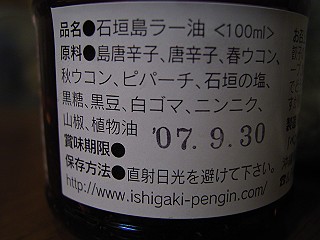 品名●石垣島ラー油 <100ml>
原料●島唐辛子、唐辛子、春ウコン、
秋ウコン、ピパーチ、石垣の塩、
黒糖、黒豆、白ゴマ、ニンニク、
山椒、植物油
'07.9.30
賞味期限●
保存方法●直射日光を避けて下さい。
http://www.ishigaki-pengin.com/